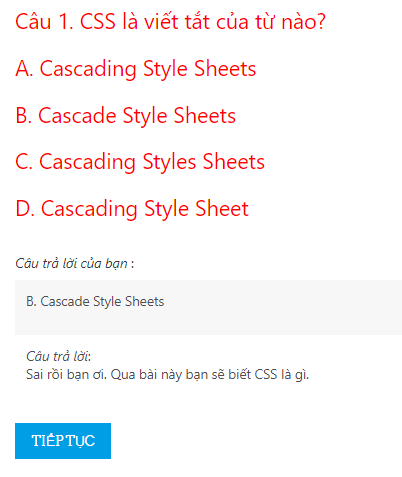 Câu 1. CSS là viết tắt của từ nào?
A. Cascading Style Sheets
B. Cascade Style Sheets
C. Cascading Styles Sheets
D. Cascading Style Sheet
Câu trả lời của bạn :
B. Cascade Style Sheets
Câu trả lời:
Sai rồi bạn ơi. Qua bài này bạn sẽ biết CSS là gì.
TIẾP TỤC